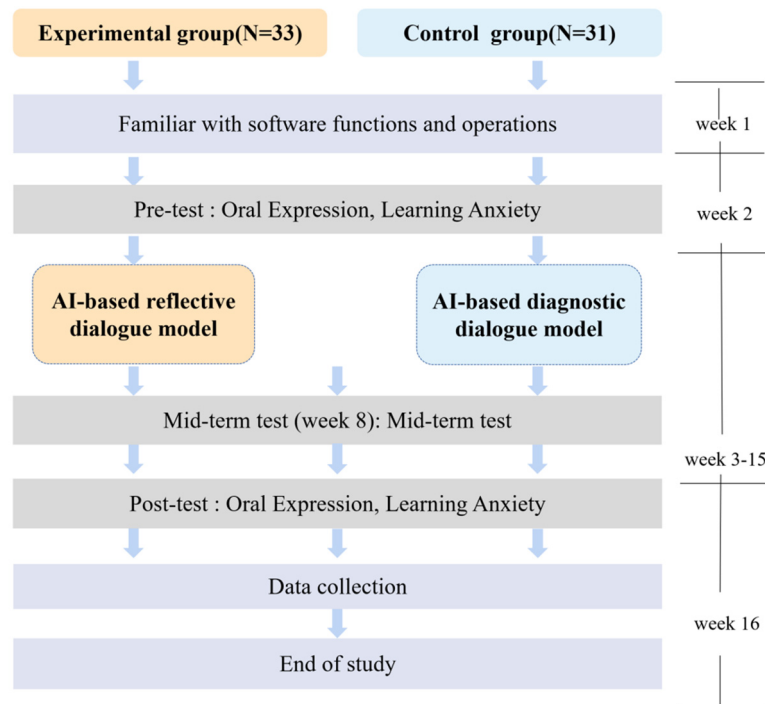 Experimental group(N=33)
Control group(N=31)
Familiar with software functions and operations
week 1
Pre-test : Oral Expression, Learning Anxiety
week 2
AI-based reflective
dialogue model
AI-based diagnostic
dialogue model
Mid-term test (week 8): Mid-term test
week 3-15
Post-test : Oral Expression, Learning Anxiety
Data collection
week 16
End of study